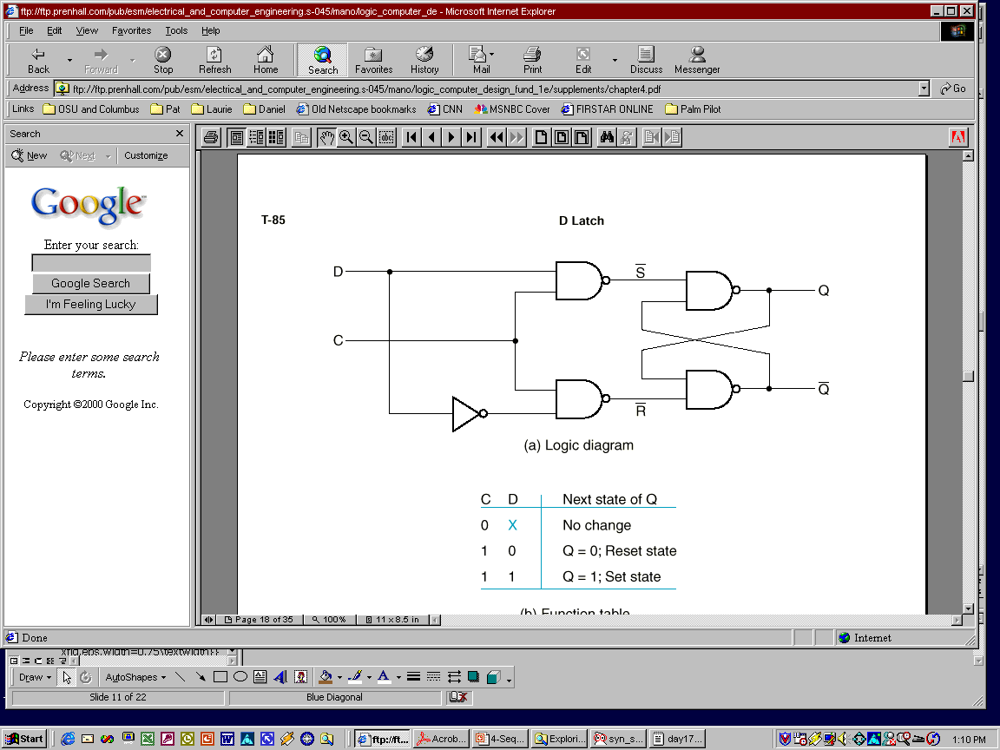 ftp://ftp.prenhall.com/pub/esm/electrical_and_computer_engineering.s-045/mano/logic_computer_de - Microsoft Internet Explorer
File Edit View Favorites Tools Help
Back Forward Stop Refresh Home Search Favorites History Mail Print Edit Discuss Messenger
Address ftp://ftp.prenhall.com/pub/esm/electrical_and_computer_engineering.s-045/mano/logic_computer_design_fund_1e/supplements/chapter4.pdf Go
Links OSU and Columbus Pat Laurie Daniel Old Netscape bookmarks CNN MSNBC Cover FIRSTAR ONLINE Palm Pilot
Search
New Next Customize
Google
Enter your search:
Google Search
I'm Feeling Lucky
Please enter some search
terms.
Copyright ©2000 Google Inc.
T-85 D Latch
D
S̅
Q
C
Q̅
R̅
(a) Logic diagram
C D Next state of Q
0 X No change
1 0 Q = 0; Reset state
1 1 Q = 1; Set state
(b) Function table
Page 18 of 35 100% 11 x 8.5 in
Done Internet
xfig,eps,width=0.75\textwidth}}
Draw AutoShapes
Slide 11 of 22 Blue Diagonal
Start ftp://ft... Acrob... 4-Seq... Explori... syn_s... day17... 1:10 PM